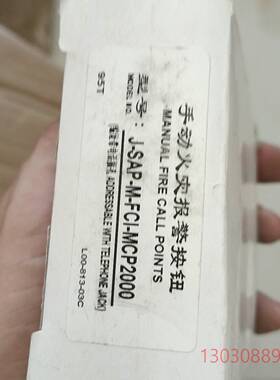 手动火灾报警按钮
MANUAL FIRE CALL POINTS
型号: J-SAP-M-FCI-MCP2000
MODEL NO.
ADDRESSABLE WITH TELEPHONE JACK)
95T
L00-813-03C
13030889